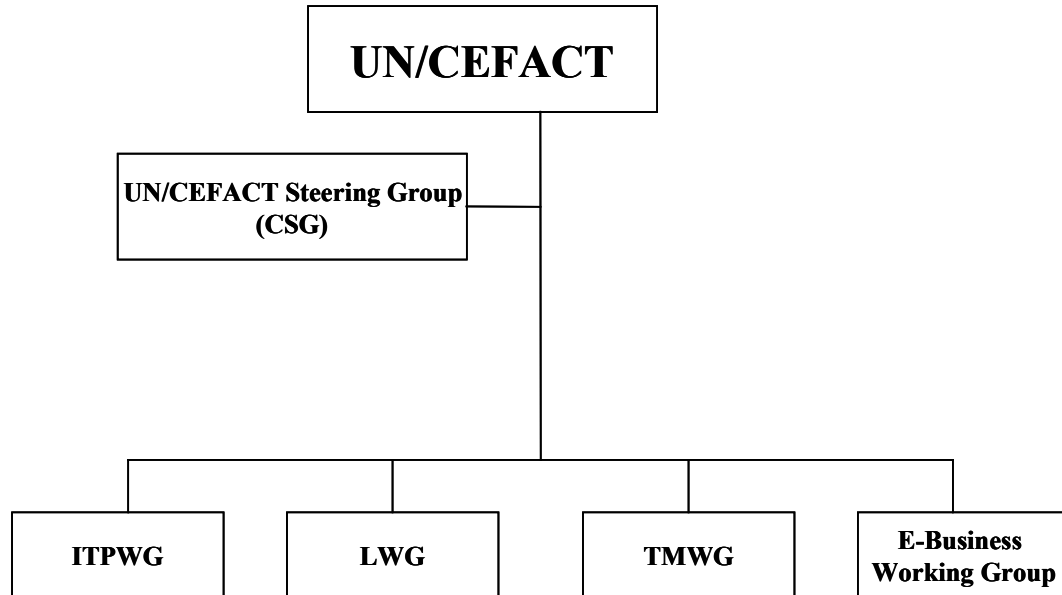 UN/CEFACT
UN/CEFACT Steering Group
(CSG)
ITPWG
LWG
TMWG
E-Business
Working Group